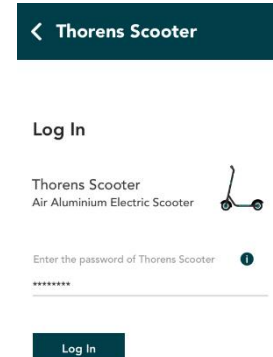 Thorens Scooter
Log In
Thorens Scooter
Air Aluminium Electric Scooter
Enter the password of Thorens Scooter
********
Log In